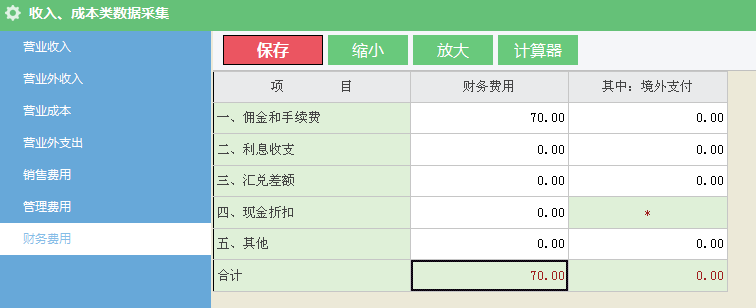 收入、成本类数据采集
营业收入
营业外收入
营业成本
营业外支出
销售费用
管理费用
财务费用
保存 缩小 放大 计算器
项 目 财务费用 其中：境外支付
一、佣金和手续费 70.00 0.00
二、利息收支 0.00 0.00
三、汇兑差额 0.00 0.00
四、现金折扣 0.00 *
五、其他 0.00 0.00
合计 70.00 0.00